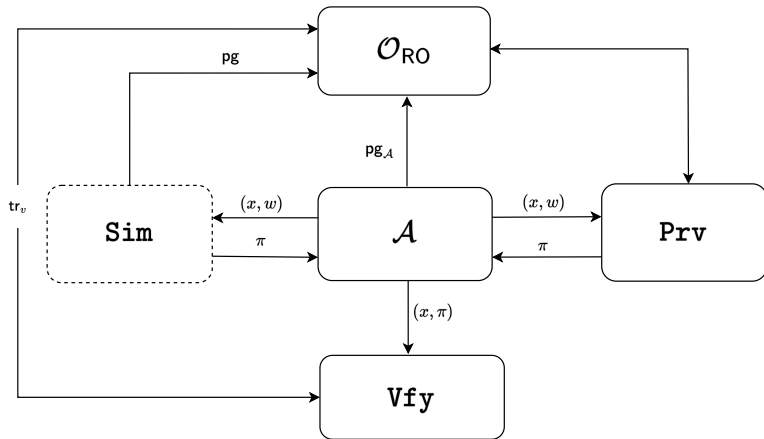 𝒪_RO
pg
pg_𝒜
tr_v
(x, w)
(x, w)
Sim
𝒜
Prv
π
π
(x, π)
Vfy